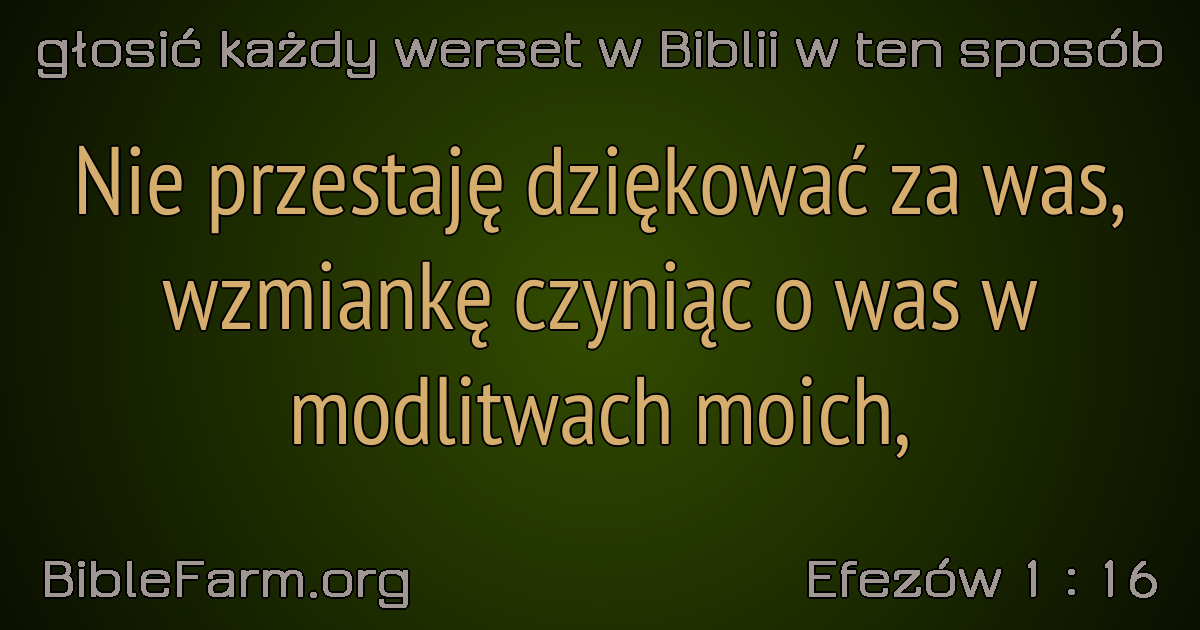 głosić każdy werset w Biblii w ten sposób
Nie przestaję dziękować za was,
wzmiankę czyniąc o was w
modlitwach moich,
BibleFarm.org
Efezów 1 : 16